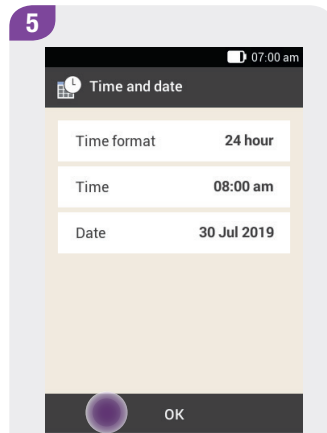 5
07:00 am
Time and date
Time format 24 hour
Time 08:00 am
Date 30 Jul 2019
OK